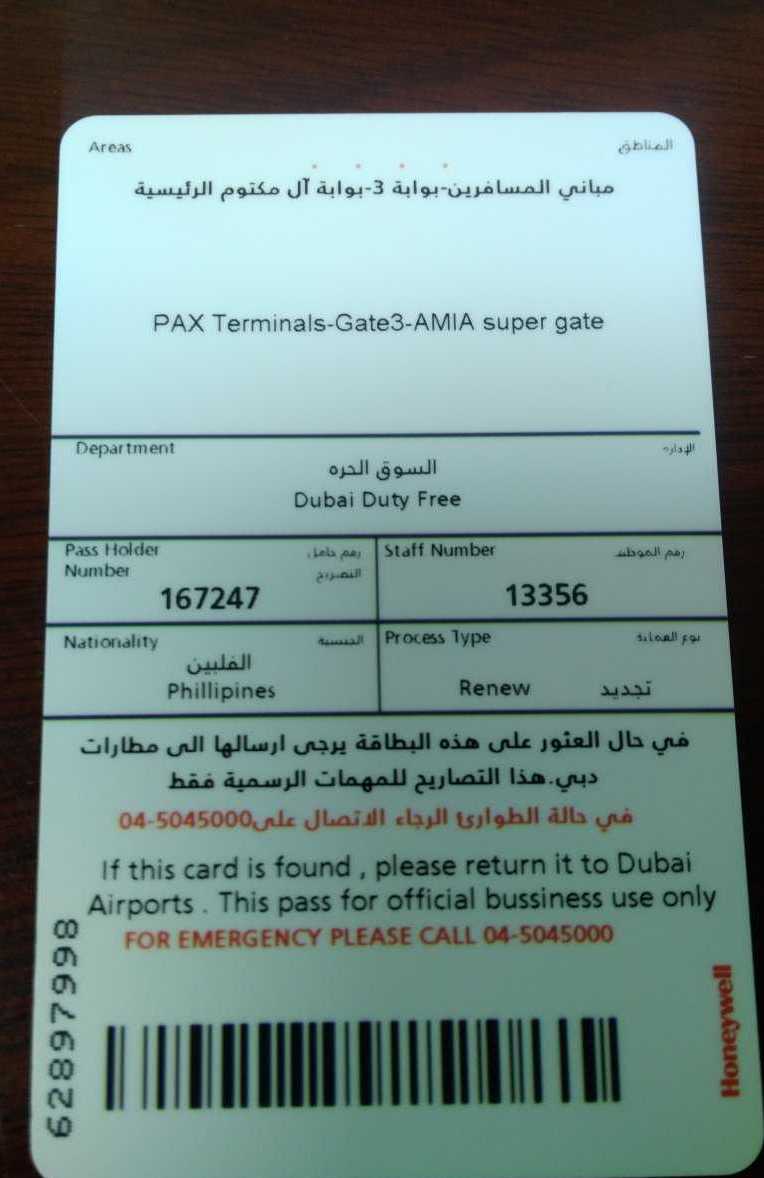 Areas المناطق
مباني المسافرين-بوابة 3-بوابة آل مكتوم الرئيسية
PAX Terminals-Gate3-AMIA super gate
Department الإدارة
السوق الحره
Dubai Duty Free
Pass Holder رقم حامل
Number التصريح
167247
Staff Number رقم الموظف
13356
Nationality الجنسية
الفلبين
Phillipines
Process Type نوع العملية
Renew تجديد
في حال العثور على هذه البطاقة يرجى ارسالها الى مطارات
دبي.هذا التصاريح للمهمات الرسمية فقط
في حالة الطوارئ الرجاء الاتصال على04-5045000
If this card is found , please return it to Dubai
Airports . This pass for official bussiness use only
FOR EMERGENCY PLEASE CALL 04-5045000
62897998
Honeywell